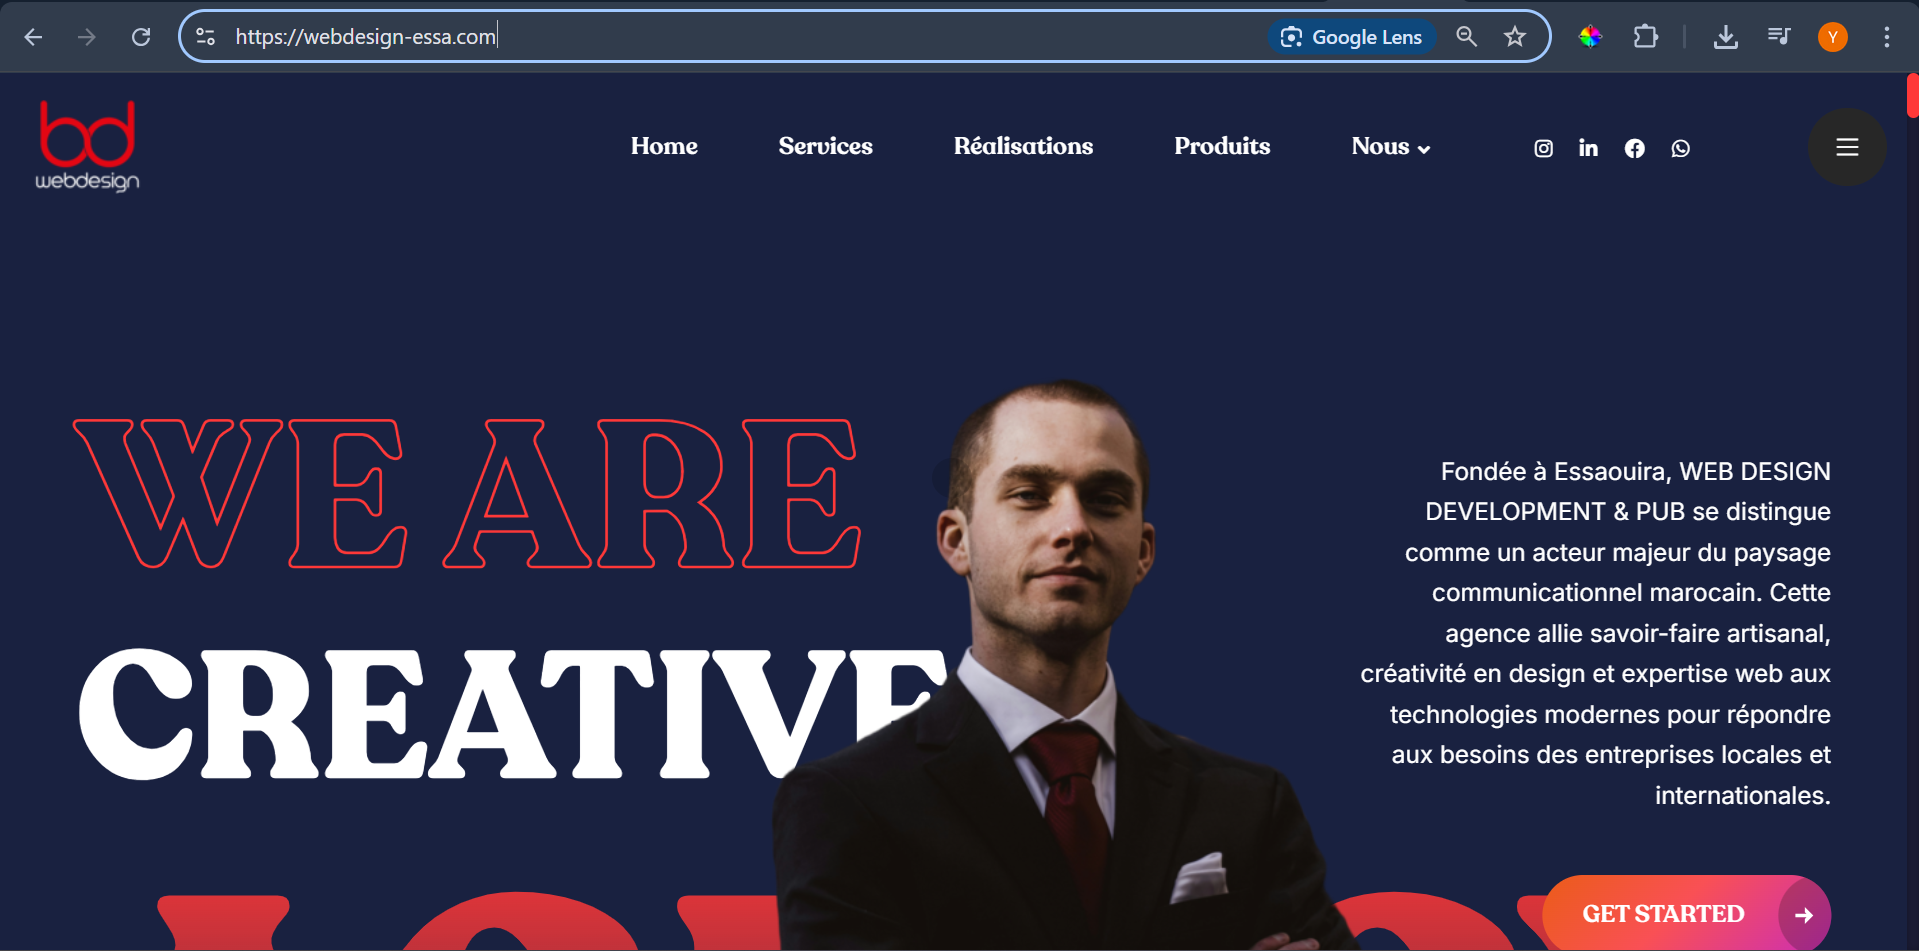 https://webdesign-essa.com
Google Lens
Y
bd
webdesign
Home
Services
Réalisations
Produits
Nous
WE ARE
CREATIVE
Fondée à Essaouira, WEB DESIGN
DEVELOPMENT & PUB se distingue
comme un acteur majeur du paysage
communicationnel marocain. Cette
agence allie savoir-faire artisanal,
créativité en design et expertise web aux
technologies modernes pour répondre
aux besoins des entreprises locales et
internationales.
GET STARTED